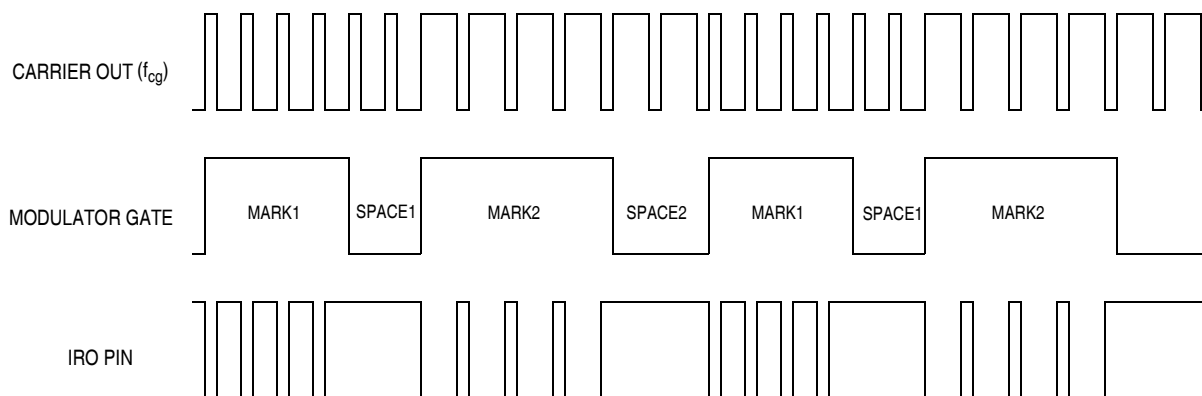 CARRIER OUT (fcg)
MODULATOR GATE
MARK1
SPACE1
MARK2
SPACE2
MARK1
SPACE1
MARK2
IRO PIN